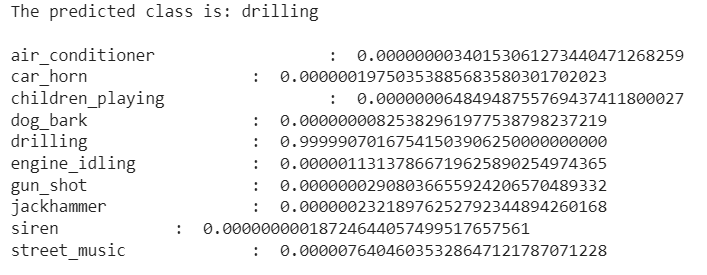 The predicted class is: drilling
air_conditioner : 0.00000000340153061273440471268259
car_horn : 0.00000019750353885683580301702023
children_playing : 0.00000006484948755769437411800027
dog_bark : 0.00000000825382961977538798237219
drilling : 0.99999070167541503906250000000000
engine_idling : 0.00000113137866719625890254974365
gun_shot : 0.00000002908036655924206570489332
jackhammer : 0.00000023218976252792344894260168
siren : 0.00000000018724644057499517657561
street_music : 0.00000764046035328647121787071228